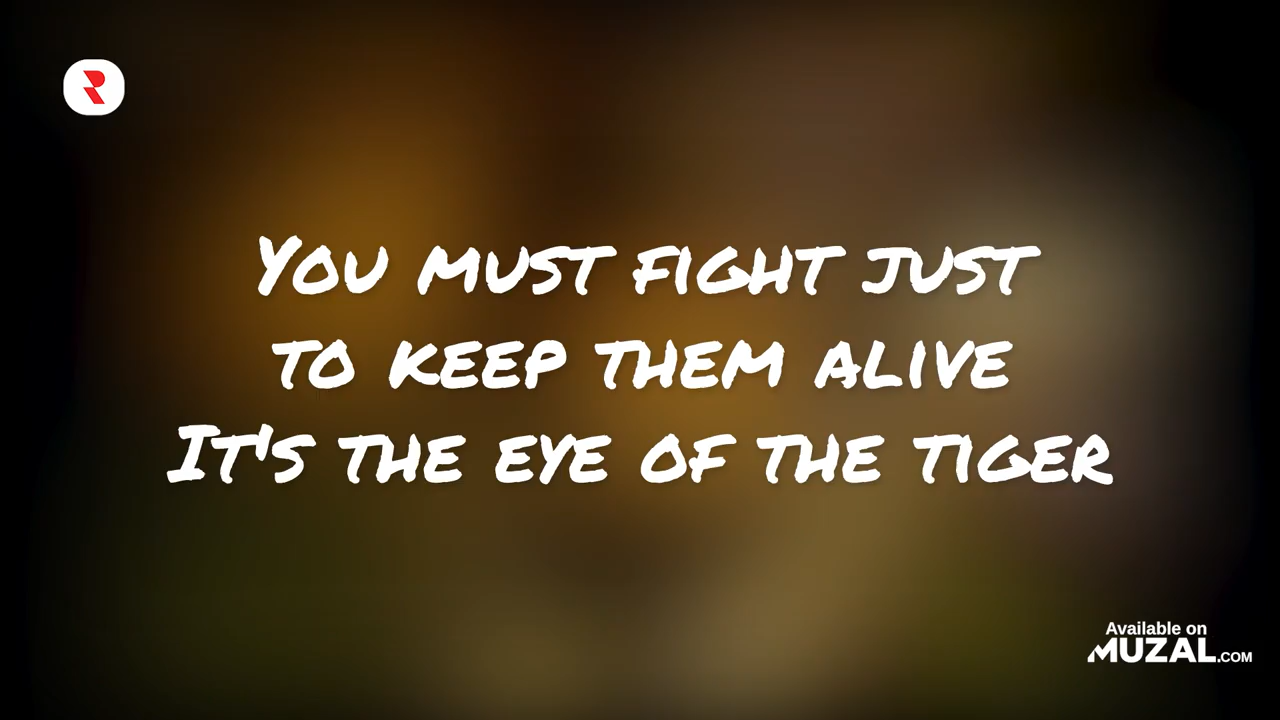 You must fight just
to keep them alive
It's the eye of the tiger
Available on
MUZAL.COM